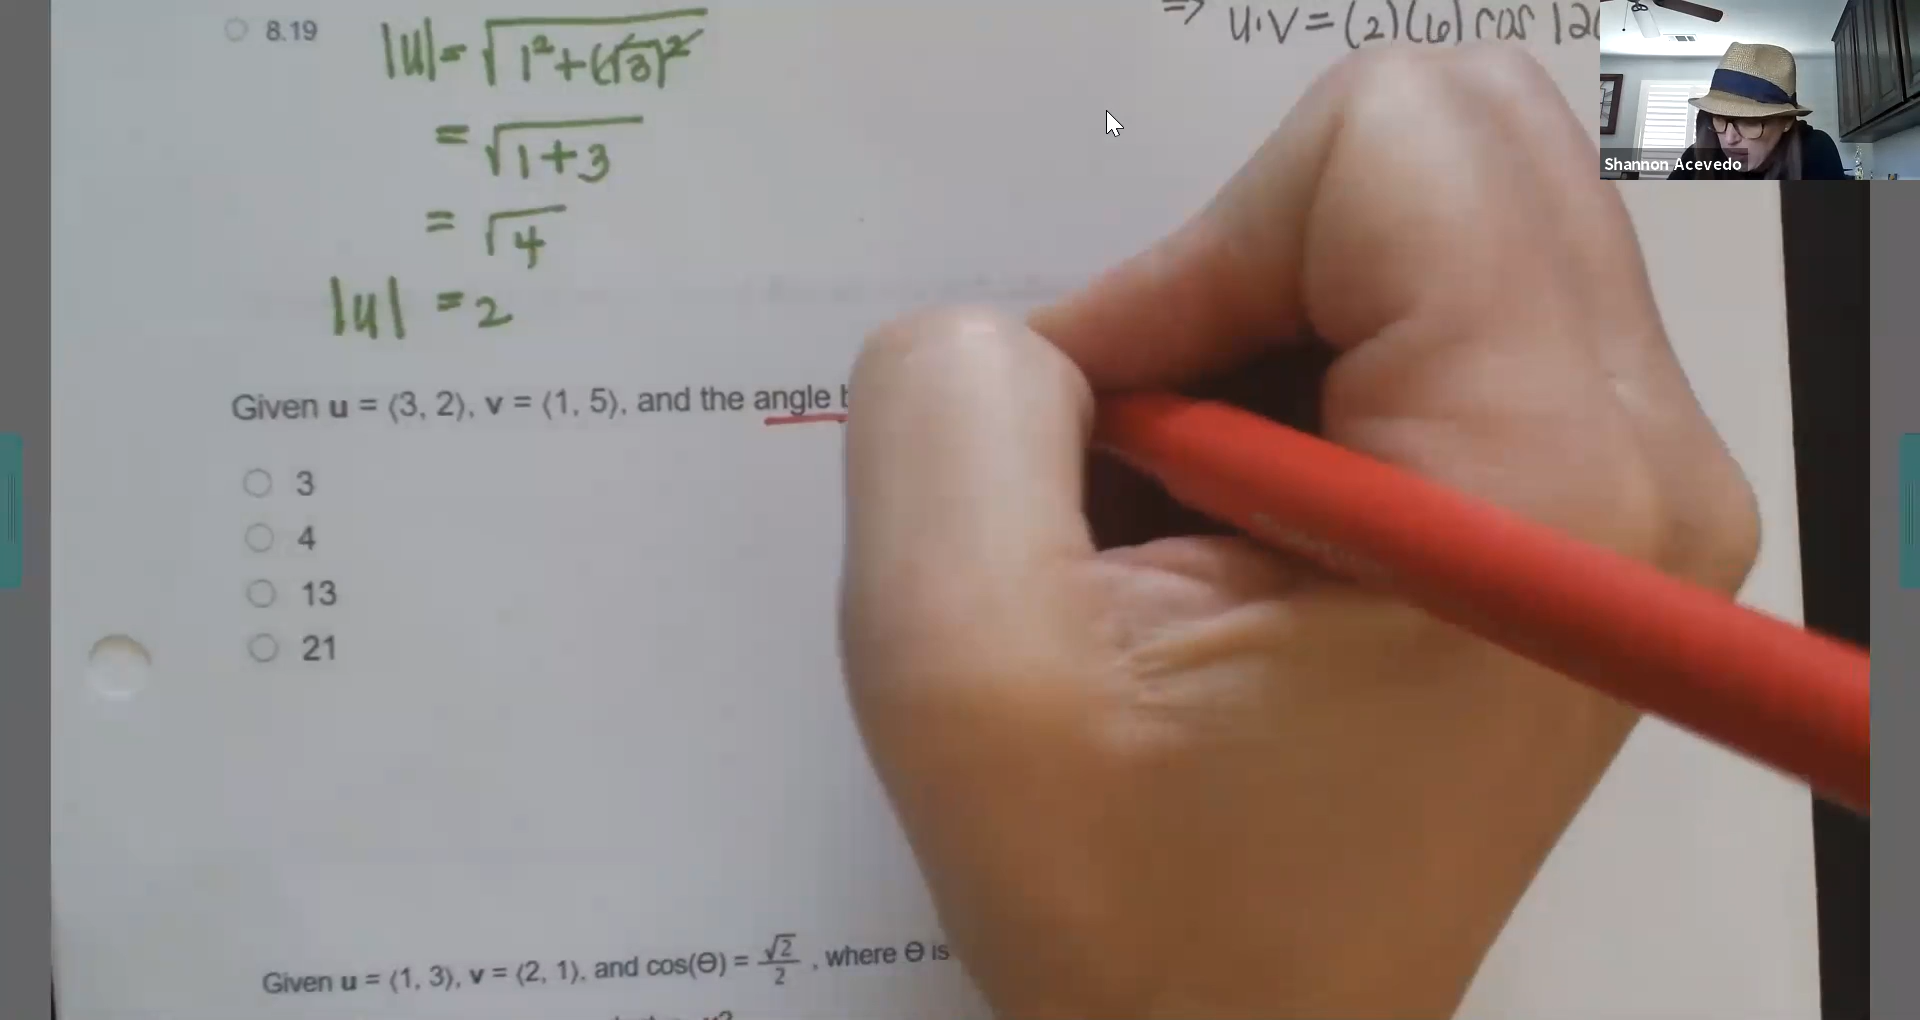 8.19
|u| = √1² + (√3)²
⇒ u·v = (2)(6) cos 120
Shannon Acevedo
= √1+3
= √4
|u| = 2
Given u = ⟨3, 2⟩, v = ⟨1, 5⟩, and the angle
3
4
13
21
Given u = ⟨1, 3⟩, v = ⟨2, 1⟩, and cos(Θ) = √2/2, where Θ is